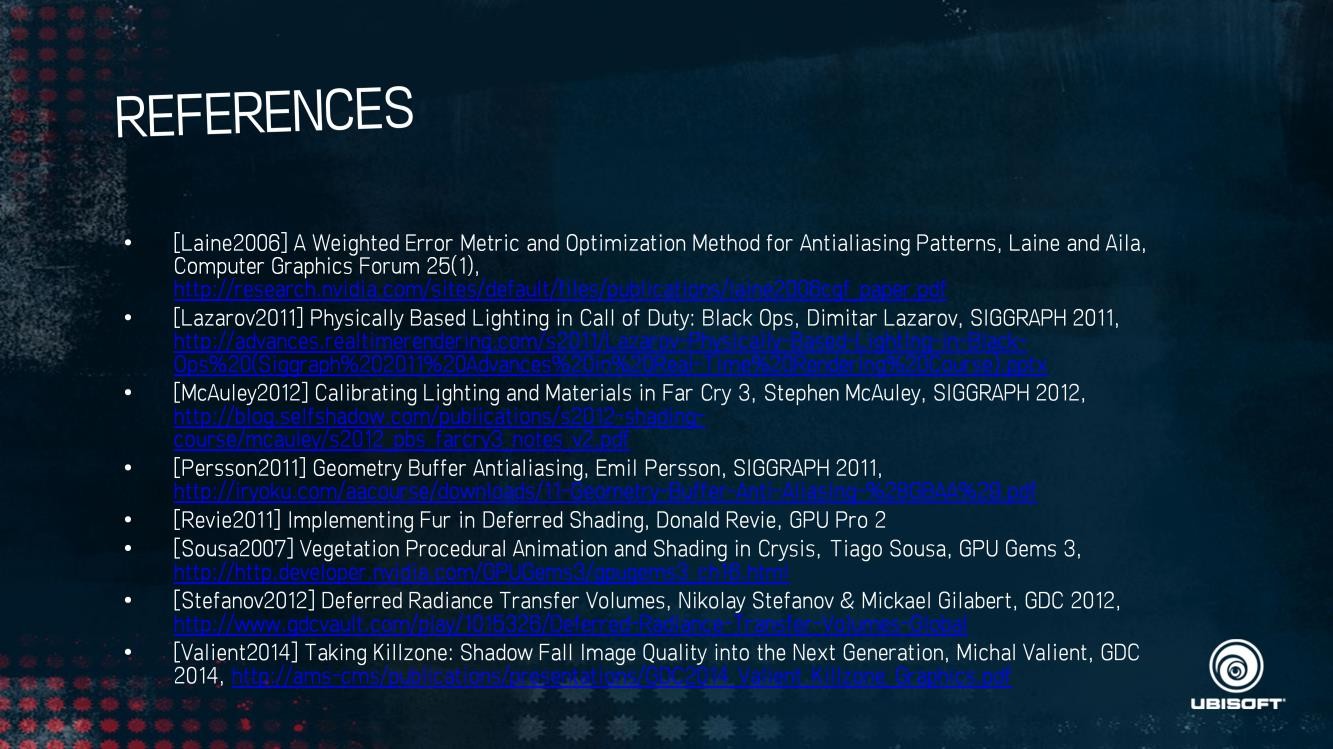 REFERENCES
• [Laine2006] A Weighted Error Metric and Optimization Method for Antialiasing Patterns, Laine and Aila,
Computer Graphics Forum 25(1),
http://research.nvidia.com/sites/default/files/publications/laine2006cgf_paper.pdf
• [Lazarov2011] Physically Based Lighting in Call of Duty: Black Ops, Dimitar Lazarov, SIGGRAPH 2011,
http://advances.realtimerendering.com/s2011/Lazarov-Physically-Based-Lighting-in-Black-
Ops%20(Siggraph%202011%20Advances%20in%20Real-Time%20Rendering%20Course).pptx
• [McAuley2012] Calibrating Lighting and Materials in Far Cry 3, Stephen McAuley, SIGGRAPH 2012,
http://blog.selfshadow.com/publications/s2012-shading-
course/mcauley/s2012_pbs_farcry3_notes_v2.pdf
• [Persson2011] Geometry Buffer Antialiasing, Emil Persson, SIGGRAPH 2011,
http://iryoku.com/aacourse/downloads/11-Geometry-Buffer-Anti-Aliasing-%28GBAA%29.pdf
• [Revie2011] Implementing Fur in Deferred Shading, Donald Revie, GPU Pro 2
• [Sousa2007] Vegetation Procedural Animation and Shading in Crysis, Tiago Sousa, GPU Gems 3,
http://http.developer.nvidia.com/GPUGems3/gpugems3_ch16.html
• [Stefanov2012] Deferred Radiance Transfer Volumes, Nikolay Stefanov & Mickael Gilabert, GDC 2012,
http://www.gdcvault.com/play/1015326/Deferred-Radiance-Transfer-Volumes-Global
• [Valient2014] Taking Killzone: Shadow Fall Image Quality into the Next Generation, Michal Valient, GDC
2014, http://ams-cms/publications/presentations/GDC2014_Valient_Killzone_Graphics.pdf
UBISOFT